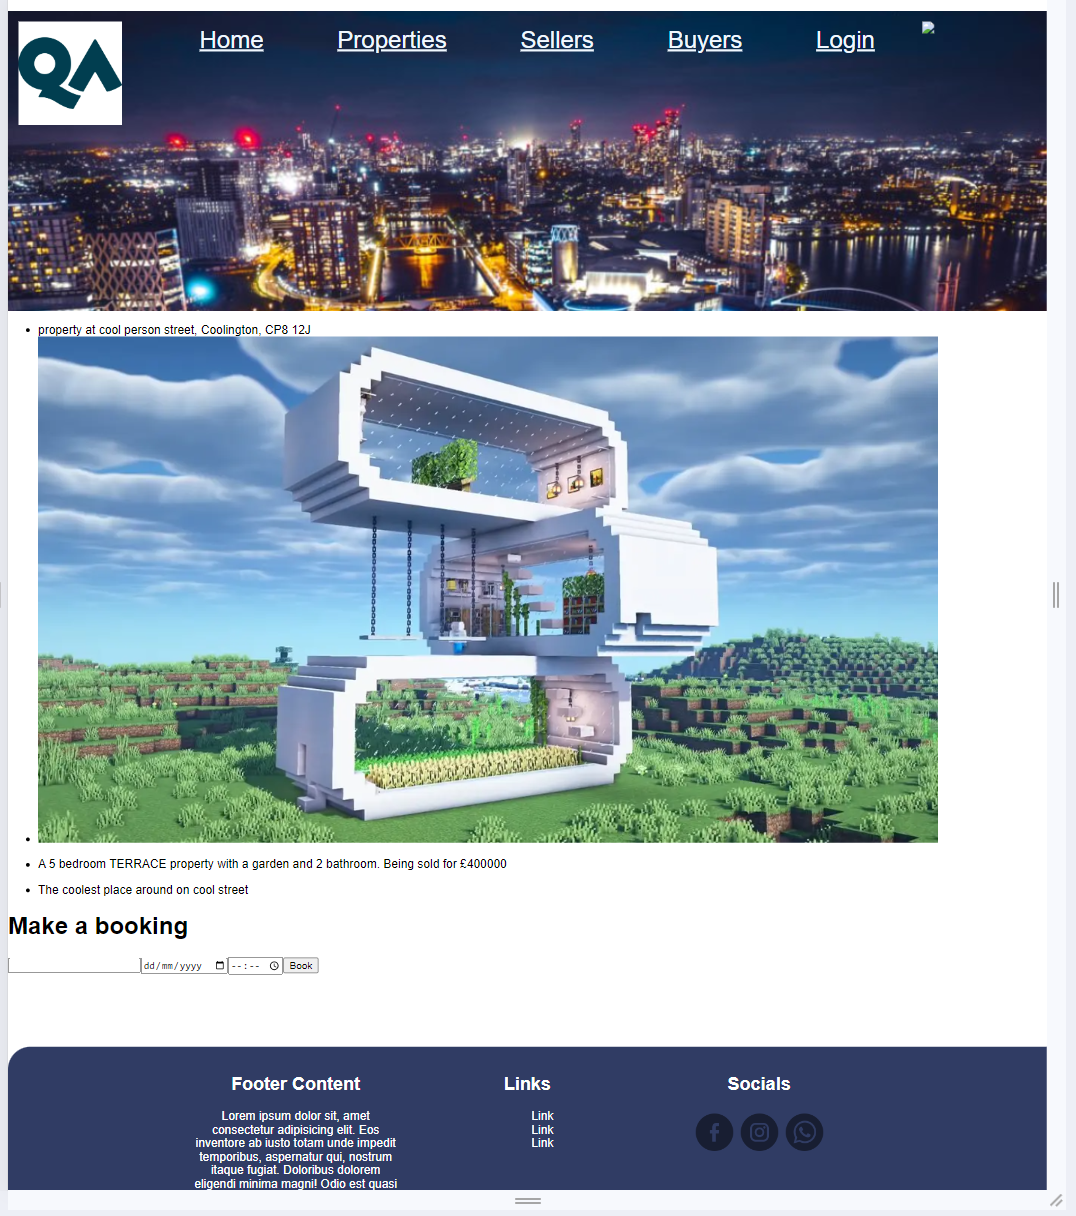 QA
Home Properties Sellers Buyers Login
property at cool person street, Coolington, CP8 12J
A 5 bedroom TERRACE property with a garden and 2 bathroom. Being sold for £400000
The coolest place around on cool street
Make a booking
dd/mm/yyyy --:-- Book
Footer Content
Lorem ipsum dolor sit, amet
consectetur adipisicing elit. Eos
inventore ab iusto totam unde impedit
temporibus, aspernatur qui, nostrum
itaque fugiat. Doloribus dolorem
eligendi minima magni! Odio est quasi
Links
Link
Link
Link
Socials